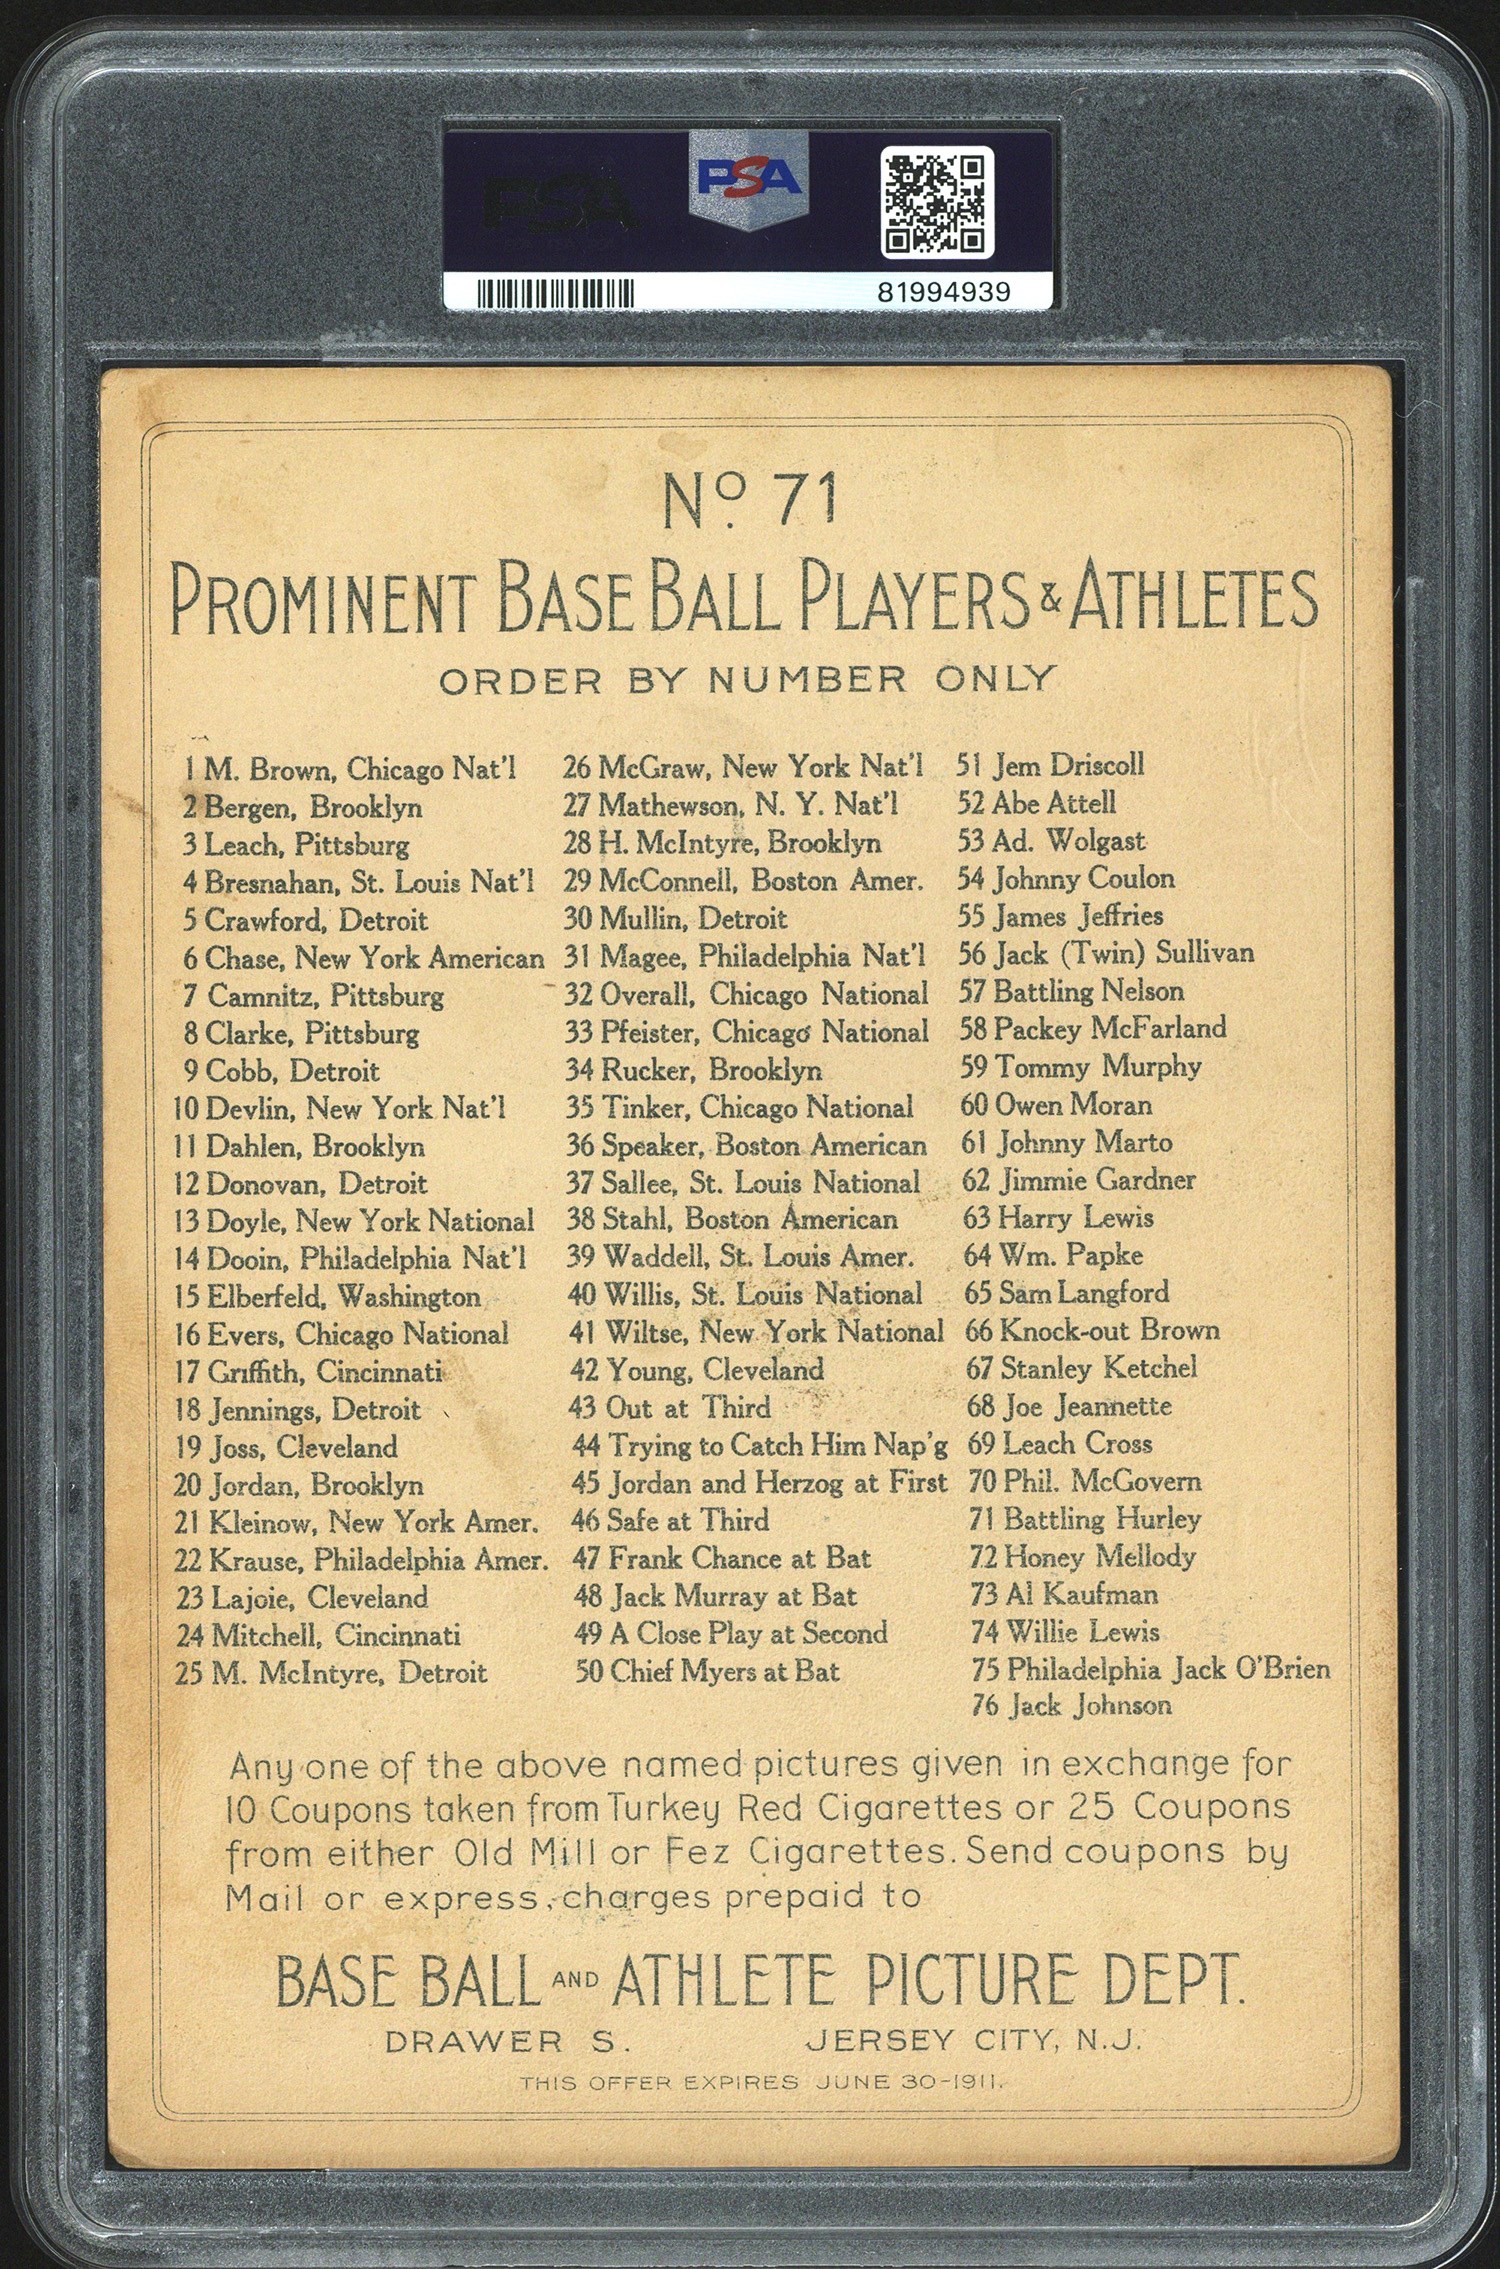 PSA
PSA
81994939
Nº 71
PROMINENT BASE BALL PLAYERS & ATHLETES
ORDER BY NUMBER ONLY
1 M. Brown, Chicago Nat'l
2 Bergen, Brooklyn
3 Leach, Pittsburg
4 Bresnahan, St. Louis Nat'l
5 Crawford, Detroit
6 Chase, New York American
7 Camnitz, Pittsburg
8 Clarke, Pittsburg
9 Cobb, Detroit
10 Devlin, New York Nat'l
11 Dahlen, Brooklyn
12 Donovan, Detroit
13 Doyle, New York National
14 Dooin, Philadelphia Nat'l
15 Elberfeld, Washington
16 Evers, Chicago National
17 Griffith, Cincinnati
18 Jennings, Detroit
19 Joss, Cleveland
20 Jordan, Brooklyn
21 Kleinow, New York Amer.
22 Krause, Philadelphia Amer.
23 Lajoie, Cleveland
24 Mitchell, Cincinnati
25 M. McIntyre, Detroit
26 McGraw, New York Nat'l
27 Mathewson, N. Y. Nat'l
28 H. McIntyre, Brooklyn
29 McConnell, Boston Amer.
30 Mullin, Detroit
31 Magee, Philadelphia Nat'l
32 Overall, Chicago National
33 Pfeister, Chicago National
34 Rucker, Brooklyn
35 Tinker, Chicago National
36 Speaker, Boston American
37 Sallee, St. Louis National
38 Stahl, Boston American
39 Waddell, St. Louis Amer.
40 Willis, St. Louis National
41 Wiltse, New York National
42 Young, Cleveland
43 Out at Third
44 Trying to Catch Him Nap'g
45 Jordan and Herzog at First
46 Safe at Third
47 Frank Chance at Bat
48 Jack Murray at Bat
49 A Close Play at Second
50 Chief Myers at Bat
51 Jem Driscoll
52 Abe Attell
53 Ad. Wolgast
54 Johnny Coulon
55 James Jeffries
56 Jack (Twin) Sullivan
57 Battling Nelson
58 Packey McFarland
59 Tommy Murphy
60 Owen Moran
61 Johnny Marto
62 Jimmie Gardner
63 Harry Lewis
64 Wm. Papke
65 Sam Langford
66 Knock-out Brown
67 Stanley Ketchel
68 Joe Jeannette
69 Leach Cross
70 Phil. McGovern
71 Battling Hurley
72 Honey Mellody
73 Al Kaufman
74 Willie Lewis
75 Philadelphia Jack O'Brien
76 Jack Johnson
Any one of the above named pictures given in exchange for
10 Coupons taken from Turkey Red Cigarettes or 25 Coupons
from either Old Mill or Fez Cigarettes. Send coupons by
Mail or express, charges prepaid to
BASE BALL AND ATHLETE PICTURE DEPT.
DRAWER S. JERSEY CITY, N.J.
THIS OFFER EXPIRES JUNE 30-1911.